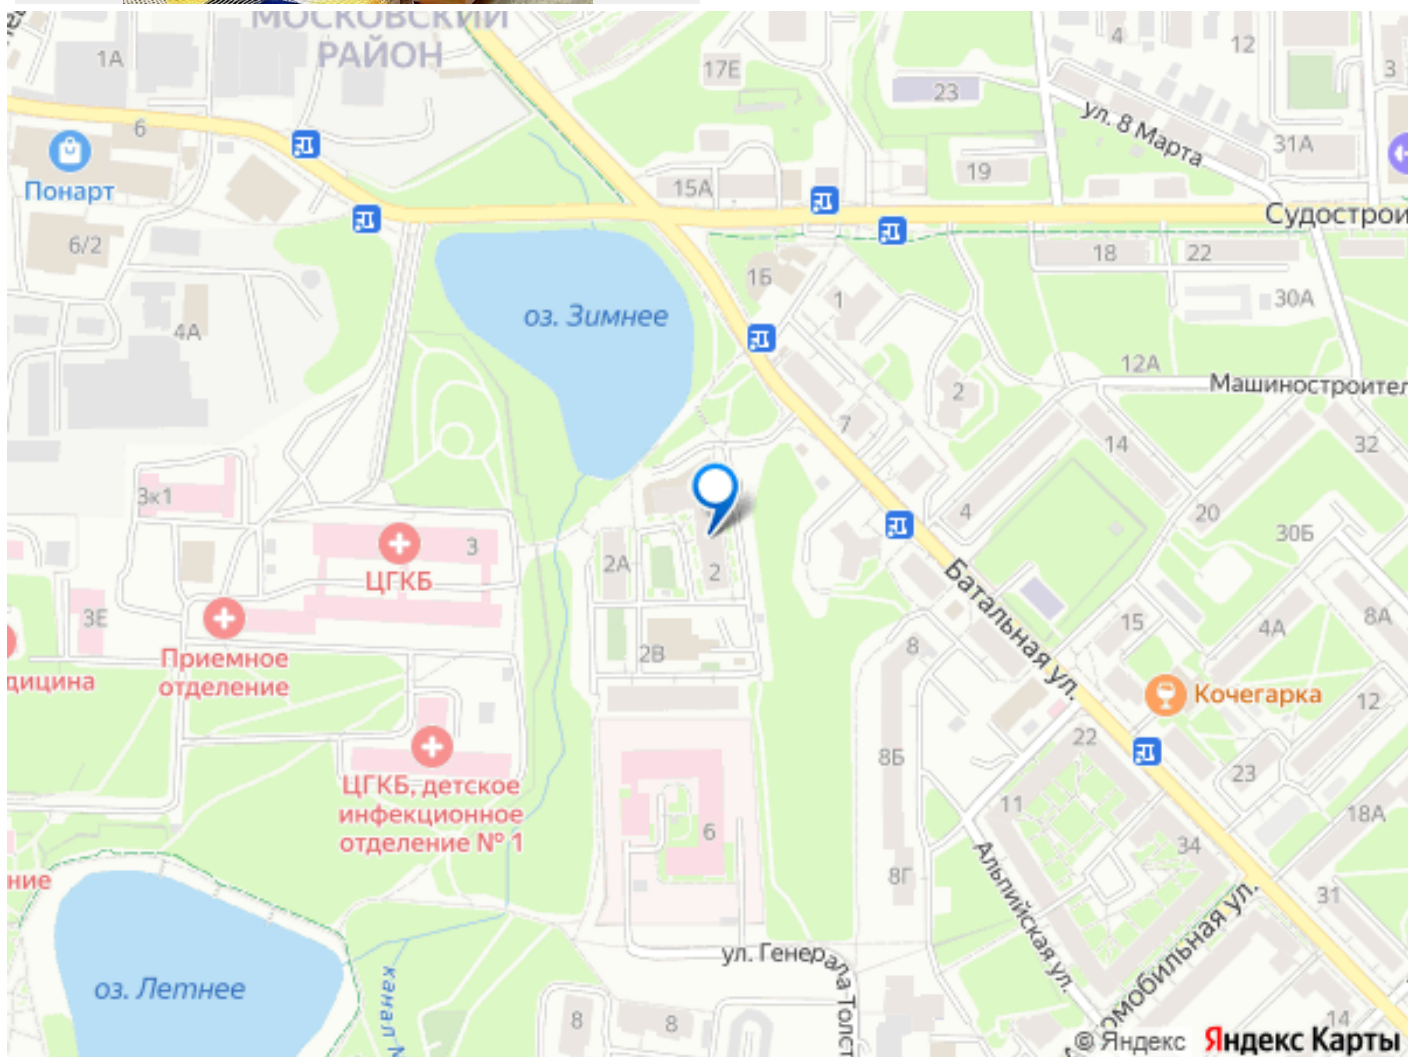 МОСКОВСКИЙ
РАЙОН
1А
17Е
4
12
3
23
ул. 8 Марта
31А
6
Понарт
6/2
15А
19
Судострои
18
22
1Б
1
30А
4А
оз. Зимнее
12А
Машиностроител
2
7
14
32
3к1
4
20
30Б
3
ЦГКБ
2А
2
Батальная ул.
3Е
15
4А
8А
Приемное
отделение
дицина
2В
8
Кочегарка
12
22
8Б
23
ЦГКБ, детское
инфекционное
отделение № 1
11
18А
6
34
ние
8Г
Альпийская ул.
31
ул. Генерала Толст
омобильная ул.
оз. Летнее
канал
8
8
14
© Яндекс
Яндекс Карты